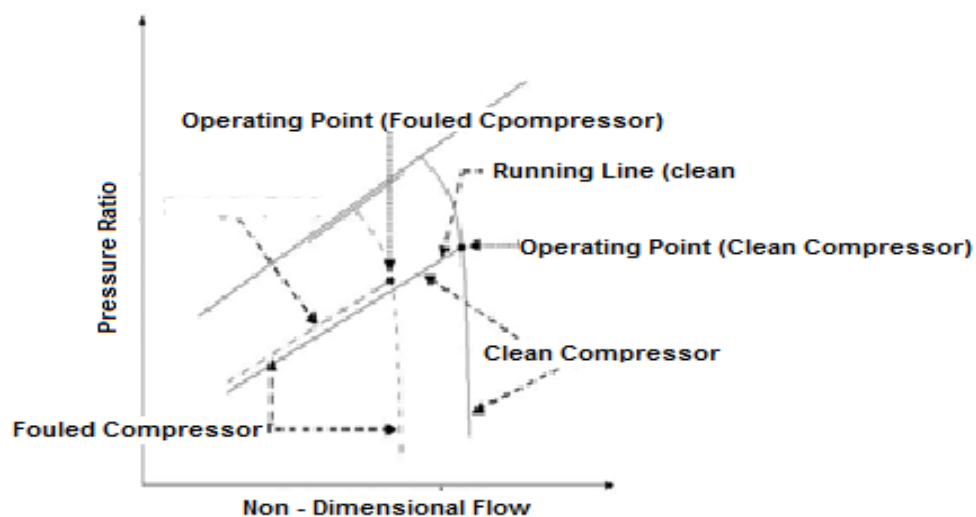 Operating Point (Fouled Cpompressor)
Running Line (clean
Operating Point (Clean Compressor)
Pressure Ratio
Clean Compressor
Fouled Compressor
Non - Dimensional Flow